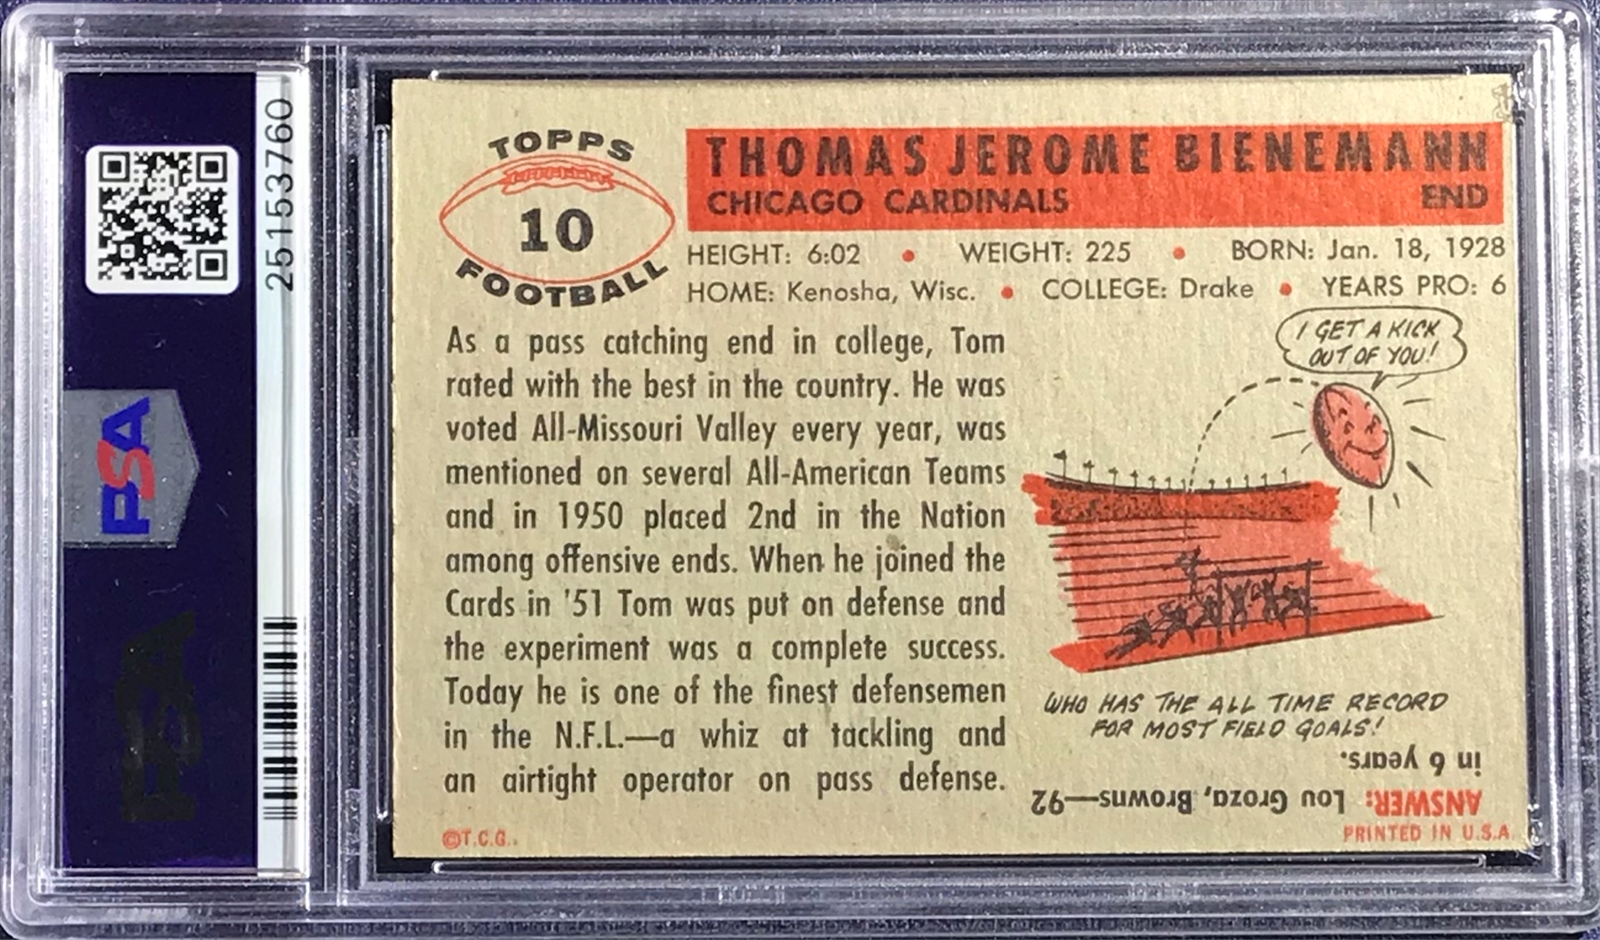 25153760
PSA
PSA
TOPPS
10
FOOTBALL
THOMAS JEROME BIENEMANN
CHICAGO CARDINALS END
HEIGHT: 6:02 • WEIGHT: 225 • BORN: Jan. 18, 1928
HOME: Kenosha, Wisc. • COLLEGE: Drake • YEARS PRO: 6
As a pass catching end in college, Tom
rated with the best in the country. He was
voted All-Missouri Valley every year, was
mentioned on several All-American Teams
and in 1950 placed 2nd in the Nation
among offensive ends. When he joined the
Cards in '51 Tom was put on defense and
the experiment was a complete success.
Today he is one of the finest defensemen
in the N.F.L.—a whiz at tackling and
an airtight operator on pass defense.
I GET A KICK
OUT OF YOU!
WHO HAS THE ALL TIME RECORD
FOR MOST FIELD GOALS!
ANSWER: Lou Groza, Browns—92
in 6 years.
©T.C.G.
PRINTED IN U.S.A.